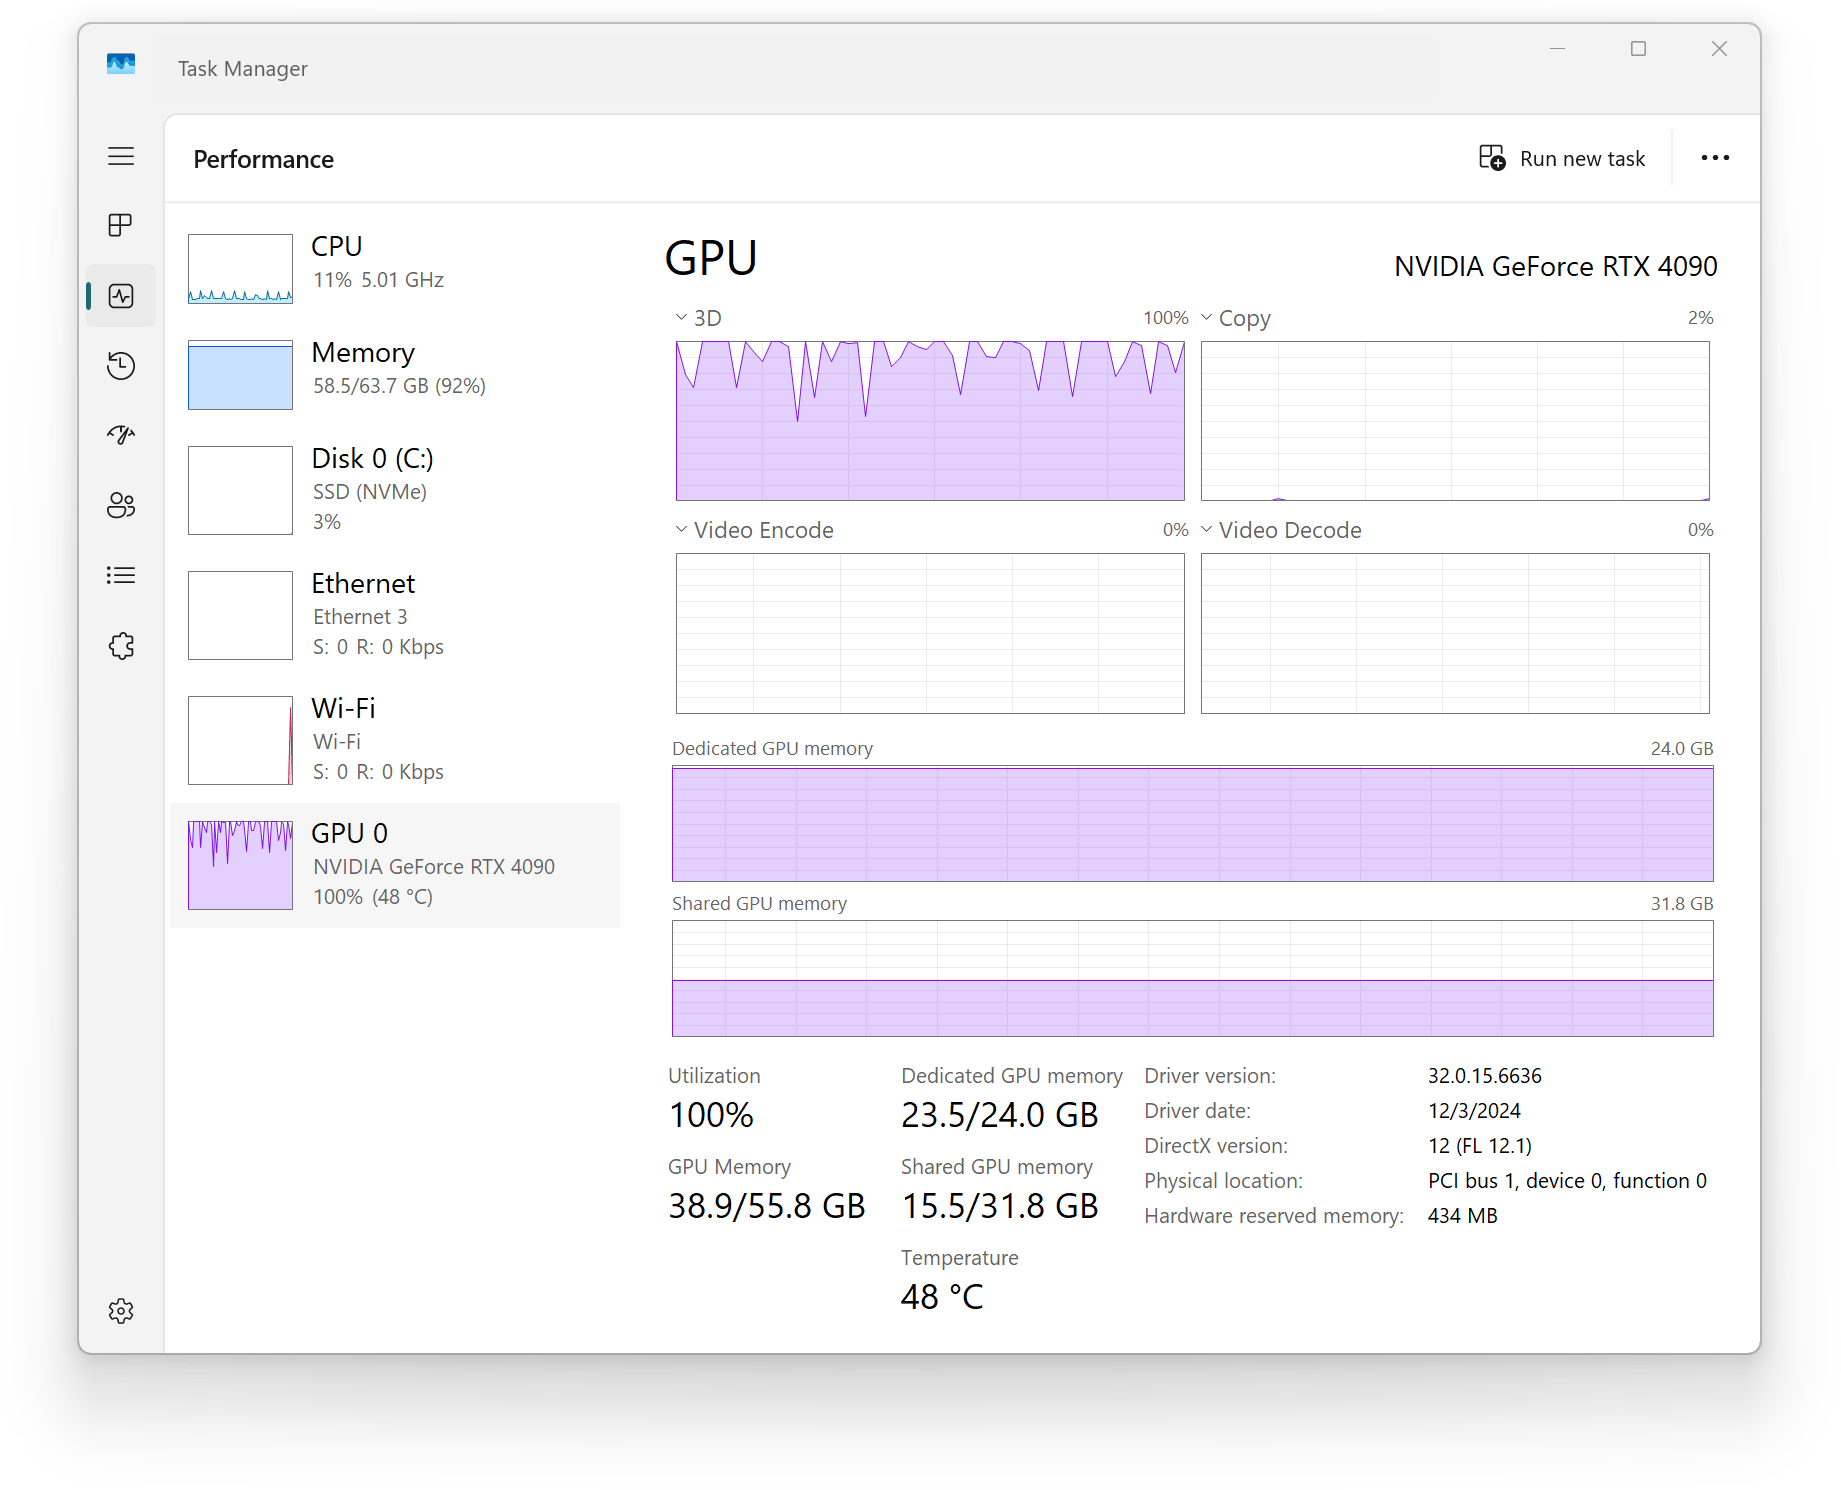 Task Manager
Performance
Run new task
CPU
11% 5.01 GHz
Memory
58.5/63.7 GB (92%)
Disk 0 (C:)
SSD (NVMe)
3%
Ethernet
Ethernet 3
S: 0 R: 0 Kbps
Wi-Fi
Wi-Fi
S: 0 R: 0 Kbps
GPU 0
NVIDIA GeForce RTX 4090
100% (48 °C)
GPU
NVIDIA GeForce RTX 4090
3D 100%
Copy 2%
Video Encode 0%
Video Decode 0%
Dedicated GPU memory 24.0 GB
Shared GPU memory 31.8 GB
Utilization
100%
GPU Memory
38.9/55.8 GB
Dedicated GPU memory
23.5/24.0 GB
Shared GPU memory
15.5/31.8 GB
Temperature
48 °C
Driver version: 32.0.15.6636
Driver date: 12/3/2024
DirectX version: 12 (FL 12.1)
Physical location: PCI bus 1, device 0, function 0
Hardware reserved memory: 434 MB